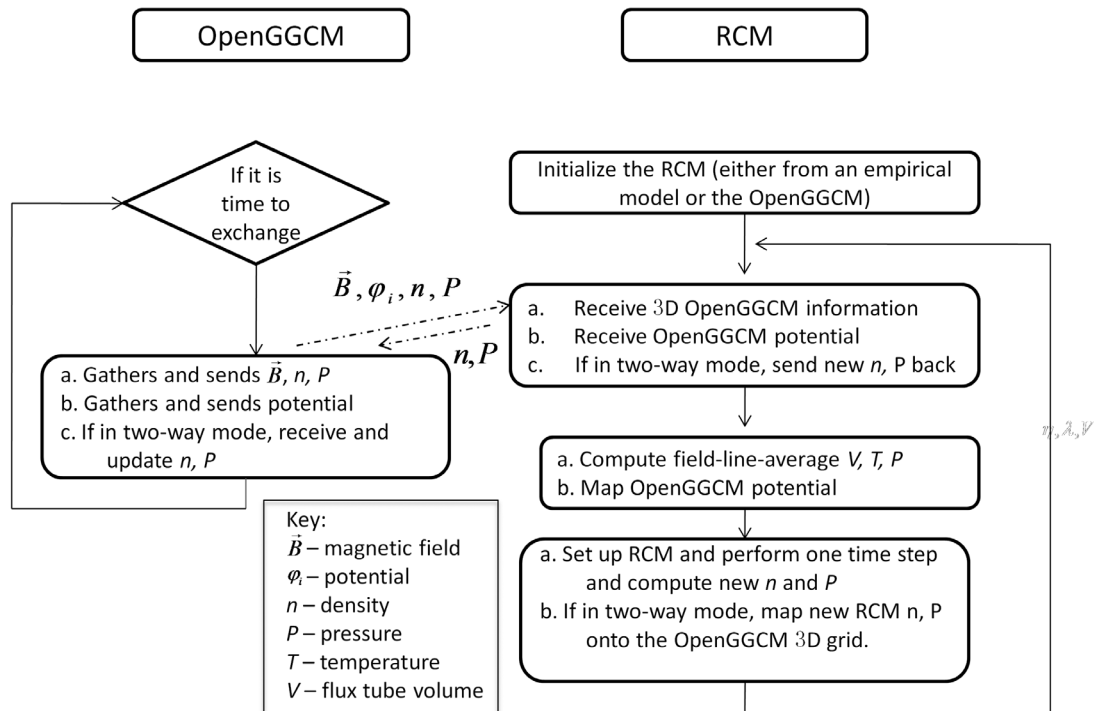 OpenGGCM
RCM
If it is
time to
exchange
Initialize the RCM (either from an empirical
model or the OpenGGCM)
B⃗, φi, n, P
n, P
a. Receive 3D OpenGGCM information
b. Receive OpenGGCM potential
c. If in two-way mode, send new n, P back
a. Gathers and sends B⃗, n, P
b. Gathers and sends potential
c. If in two-way mode, receive and
update n, P
η, λ, V
a. Compute field-line-average V, T, P
b. Map OpenGGCM potential
a. Set up RCM and perform one time step
and compute new n and P
b. If in two-way mode, map new RCM n, P
onto the OpenGGCM 3D grid.
Key:
B⃗ – magnetic field
φi – potential
n – density
P – pressure
T – temperature
V – flux tube volume